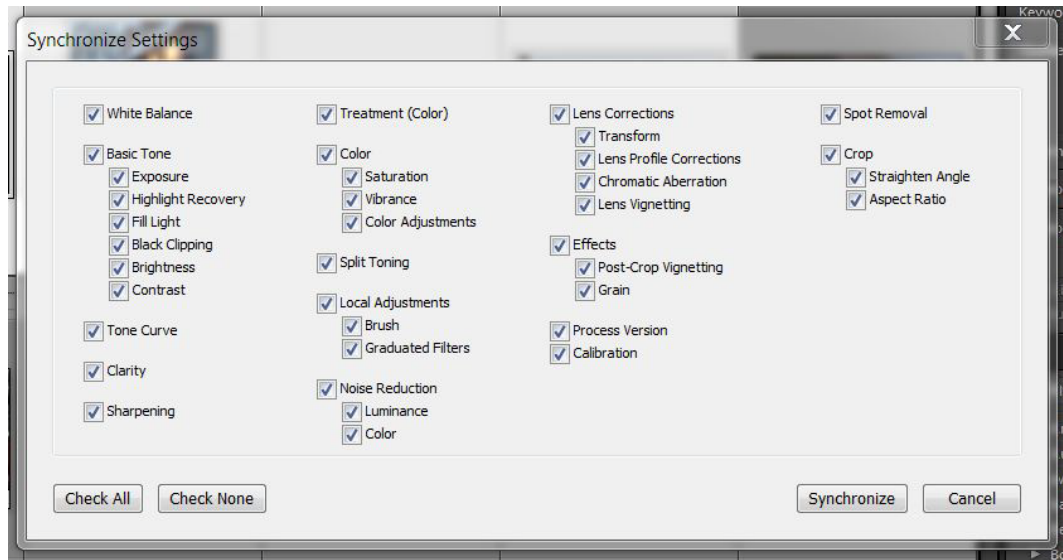 Synchronize Settings
X
White Balance
Basic Tone
Exposure
Highlight Recovery
Fill Light
Black Clipping
Brightness
Contrast
Tone Curve
Clarity
Sharpening
Treatment (Color)
Color
Saturation
Vibrance
Color Adjustments
Split Toning
Local Adjustments
Brush
Graduated Filters
Noise Reduction
Luminance
Color
Lens Corrections
Transform
Lens Profile Corrections
Chromatic Aberration
Lens Vignetting
Effects
Post-Crop Vignetting
Grain
Process Version
Calibration
Spot Removal
Crop
Straighten Angle
Aspect Ratio
Check All
Check None
Synchronize
Cancel